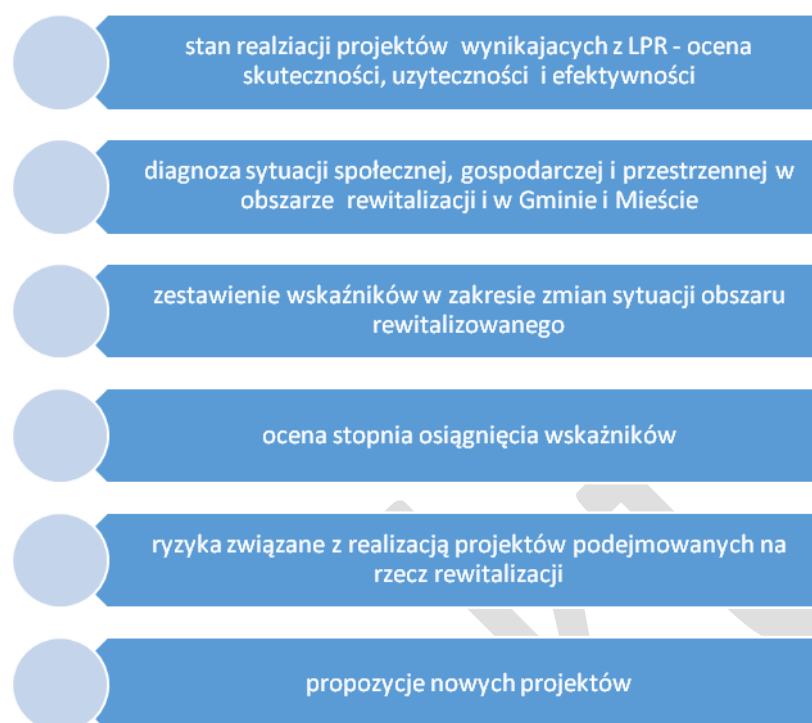 stan realziacji projektów wynikajacych z LPR - ocena
skuteczności, uzyteczności i efektywności
diagnoza sytuacji społecznej, gospodarczej i przestrzennej w
obszarze rewitalizacji i w Gminie i Mieście
zestawienie wskaźników w zakresie zmian sytuacji obszaru
rewitalizowanego
ocena stopnia osiągnięcia wskażników
ryzyka związane z realizacją projektów podejmowanych na
rzecz rewitalizacji
propozycje nowych projektów